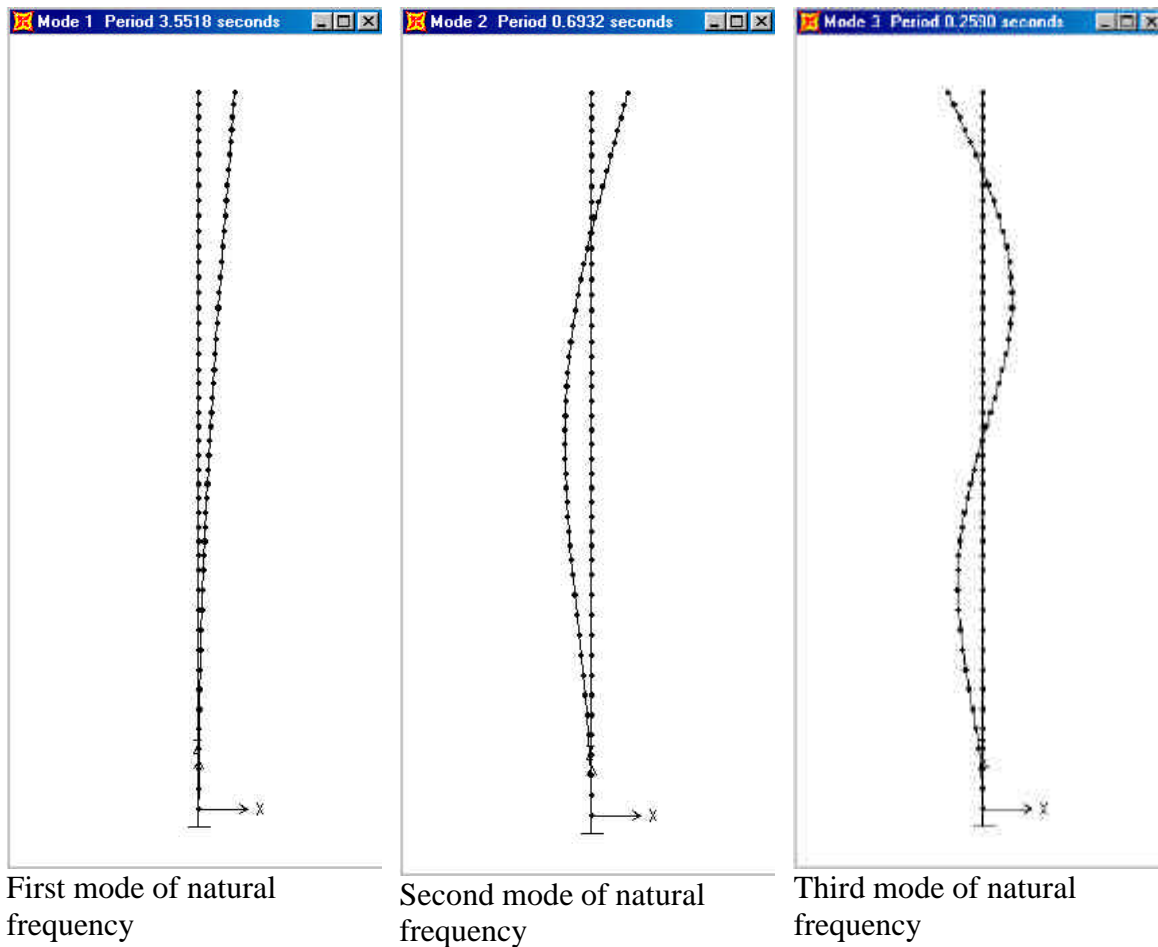 Mode 1 Period 3.5518 seconds
X
First mode of natural
frequency
Mode 2 Period 0.6932 seconds
X
Second mode of natural
frequency
Mode 3 Period 0.2590 seconds
X
Third mode of natural
frequency